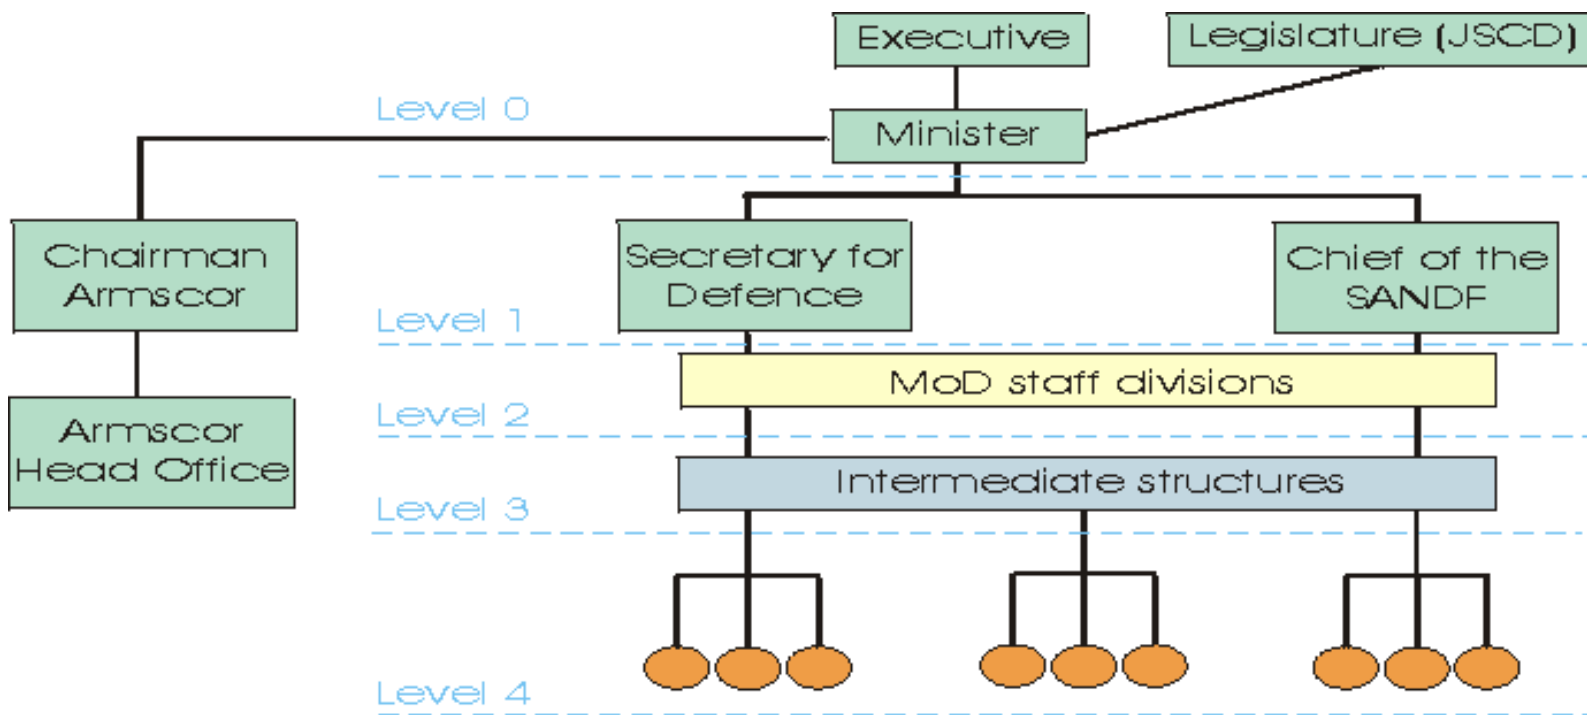 Executive
Legislature (JSCD)
Level 0
Minister
Chairman
Armscor
Secretary for
Defence
Chief of the
SANDF
Level 1
MoD staff divisions
Level 2
Armscor
Head Office
Intermediate structures
Level 3
Level 4